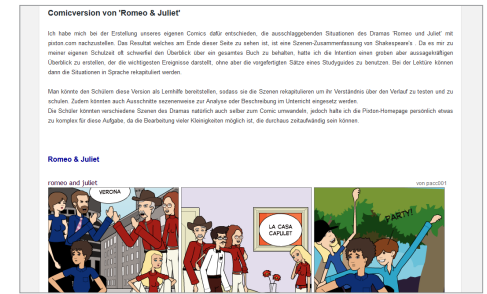 Comicversion von 'Romeo & Juliet'
Ich habe mich bei der Erstellung unseres eigenen Comics dafür entschieden, die ausschlaggebenden Situationen des Dramas 'Romeo und Juliet' mit
pixton.com nachzustellen. Das Resultat welches am Ende dieser Seite zu sehen ist, ist eine Szenen-Zusammenfassung von Shakespeare's . Da es mir zu
meiner eigenen Schulzeit oft schwerfiel den Überblick über ein gesamtes Buch zu behalten, hatte ich die Intention einen groben aber aussagekräftigen
Überblick zu erstellen, der die wichtigsten Ereignisse darstellt, ohne aber die vorgefertigten Sätze eines Studyguides zu benutzen. Bei der Lektüre können
dann die Situationen in Sprache rekapituliert werden.
Man könnte den Schülern diese Version als Lernhilfe bereitstellen, sodass sie die Szenen rekapitulieren um ihr Verständnis über den Verlauf zu testen und zu
schulen. Zudem könnten auch Ausschnitte szenenweise zur Analyse oder Beschreibung im Unterricht eingesetz werden.
Die Schüler könnten verschiedene Szenen des Dramas natürlich auch selber zum Comic umwandeln, jedoch halte ich die Pixton-Homepage persönlich etwas
zu komplex für diese Aufgabe, da die Bearbeitung vieler Kleinigkeiten möglich ist, die durchaus zeitaufwändig sein können.
Romeo & Juliet
romeo and juliet
von pacc001
VERONA
LA CASA
CAPULET
PARTY!